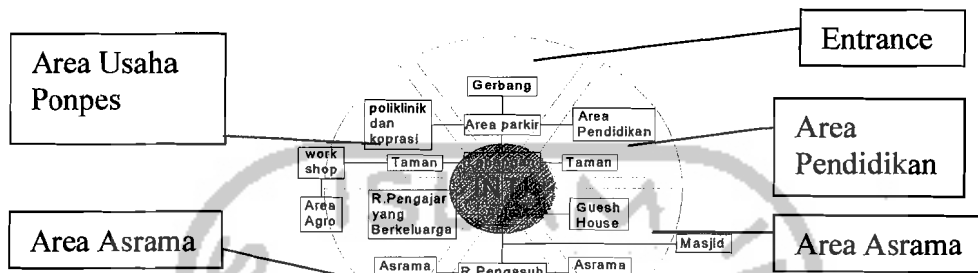 Entrance
Area Usaha
Ponpes
Gerbang
poliklinik
dan
koprasi
Area parkir
Area
Pendidikan
Area
Pendidikan
work
shop
Taman
Taman
INTI
ISLAM
Area
Agro
R.Pengajar
yang
Berkeluarga
Guesh
House
Masjid
Area Asrama
Area Asrama
Asrama
R.Pengasuh
Asrama